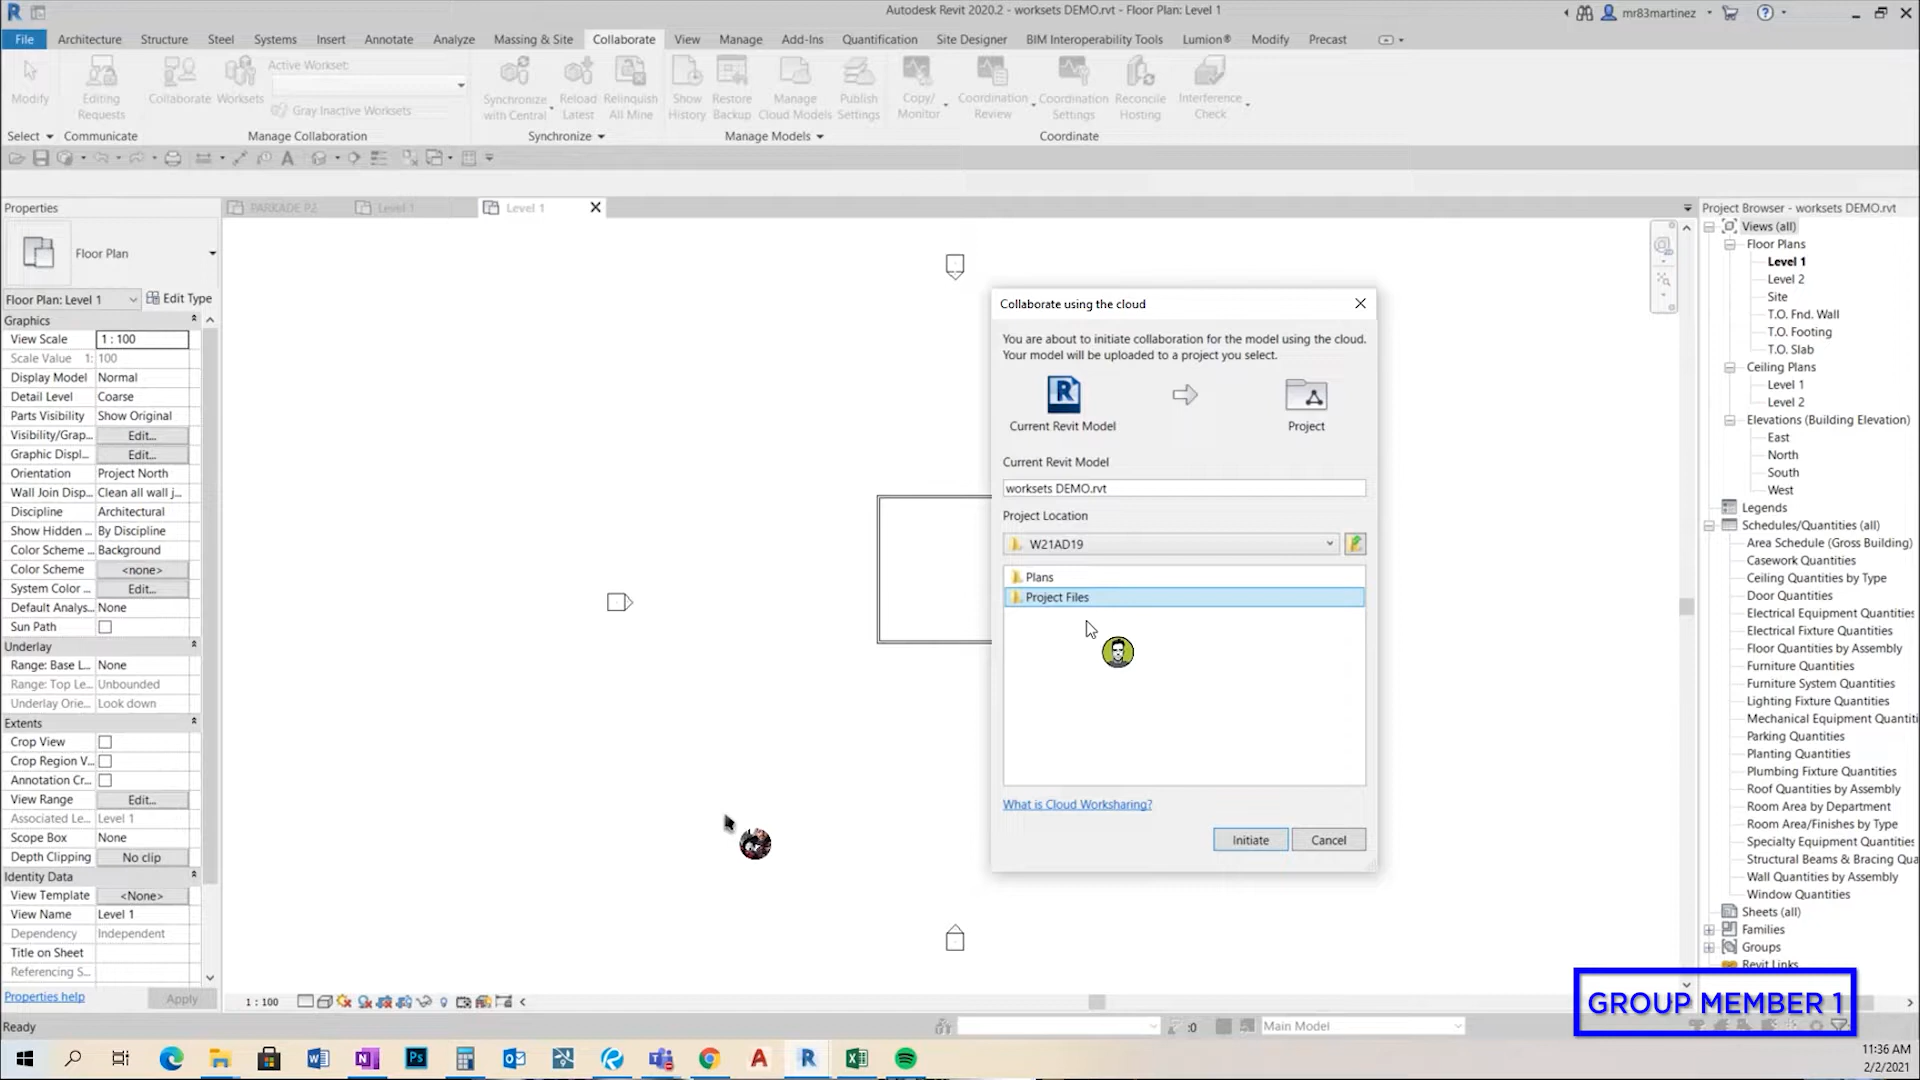 Autodesk Revit 2020.2 - worksets DEMO.rvt - Floor Plan: Level 1
mr83martinez
File Architecture Structure Steel Systems Insert Annotate Analyze Massing & Site Collaborate View Manage Add-Ins Quantification Site Designer BIM Interoperability Tools Lumion® Modify Precast
Active Workset:
Modify
Editing Requests
Collaborate Worksets
Gray Inactive Worksets
Synchronize with Central
Reload Latest
Relinquish All Mine
Show History
Restore Backup
Manage Cloud Models
Publish Settings
Copy/ Monitor
Coordination Review
Coordination Settings
Reconcile Hosting
Interference Check
Select Communicate Manage Collaboration Synchronize Manage Models Coordinate
Properties
PARKADE P2 Level 1 Level 1
Floor Plan
Floor Plan: Level 1 Edit Type
Graphics
View Scale 1 : 100
Scale Value 1: 100
Display Model Normal
Detail Level Coarse
Parts Visibility Show Original
Visibility/Grap... Edit...
Graphic Displ... Edit...
Orientation Project North
Wall Join Disp... Clean all wall j...
Discipline Architectural
Show Hidden ... By Discipline
Color Scheme ... Background
Color Scheme <none>
System Color ... Edit...
Default Analys... None
Sun Path
Underlay
Range: Base L... None
Range: Top Le... Unbounded
Underlay Orie... Look down
Extents
Crop View
Crop Region V...
Annotation Cr...
View Range Edit...
Associated Le... Level 1
Scope Box None
Depth Clipping No clip
Identity Data
View Template <None>
View Name Level 1
Dependency Independent
Title on Sheet
Referencing S...
Properties help Apply
Collaborate using the cloud
You are about to initiate collaboration for the model using the cloud.
Your model will be uploaded to a project you select.
R
Current Revit Model Project
Current Revit Model
worksets DEMO.rvt
Project Location
W21AD19
Plans
Project Files
What is Cloud Worksharing?
Initiate Cancel
Project Browser - worksets DEMO.rvt
Views (all)
Floor Plans
Level 1
Level 2
Site
T.O. Fnd. Wall
T.O. Footing
T.O. Slab
Ceiling Plans
Level 1
Level 2
Elevations (Building Elevation)
East
North
South
West
Legends
Schedules/Quantities (all)
Area Schedule (Gross Building)
Casework Quantities
Ceiling Quantities by Type
Door Quantities
Electrical Equipment Quantities
Electrical Fixture Quantities
Floor Quantities by Assembly
Furniture Quantities
Furniture System Quantities
Lighting Fixture Quantities
Mechanical Equipment Quantiti
Parking Quantities
Planting Quantities
Plumbing Fixture Quantities
Roof Quantities by Assembly
Room Area by Department
Room Area/Finishes by Type
Specialty Equipment Quantities
Structural Beams & Bracing Qua
Wall Quantities by Assembly
Window Quantities
Sheets (all)
Families
Groups
Revit Links
1 : 100
GROUP MEMBER 1
Ready
:0
Main Model
11:36 AM
2/2/2021